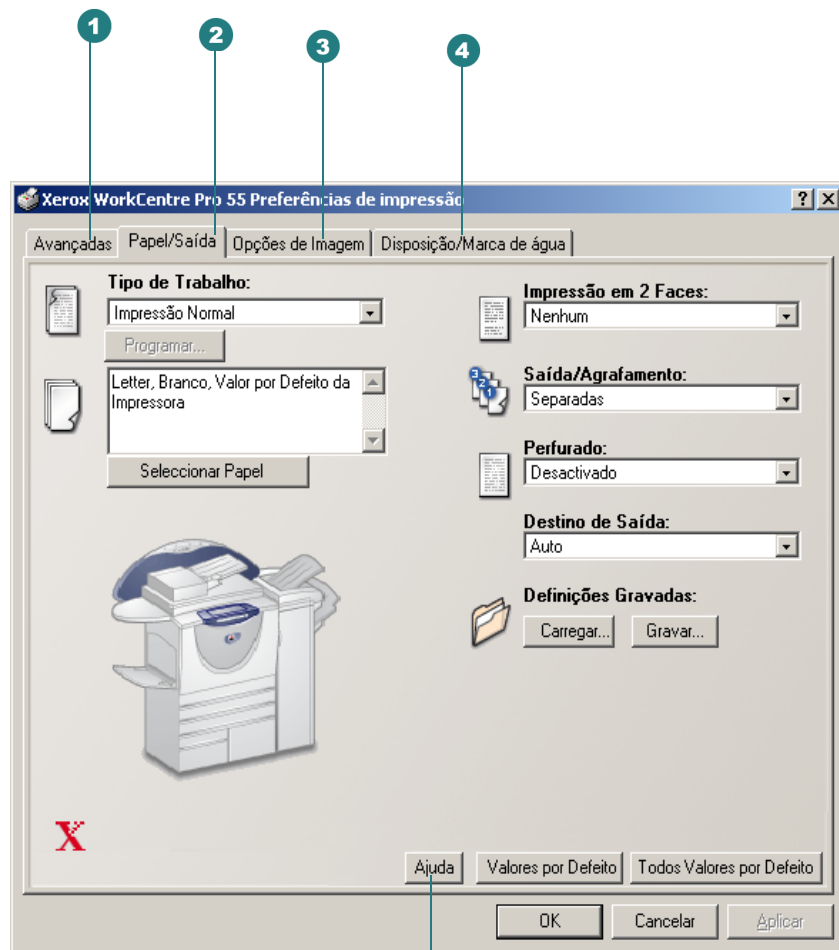 1
2
3
4
Xerox WorkCentre Pro 55 Preferências de impressão
Avançadas
Papel/Saída
Opções de Imagem
Disposição/Marca de água
Tipo de Trabalho:
Impressão Normal
Programar...
Letter, Branco, Valor por Defeito da
Impressora
Seleccionar Papel
Impressão em 2 Faces:
Nenhum
3
2
1
Saída/Agrafamento:
Separadas
Perfurado:
Desactivado
Destino de Saída:
Auto
Definições Gravadas:
Carregar...
Gravar...
X
Ajuda
Valores por Defeito
Todos Valores por Defeito
OK
Cancelar
Aplicar